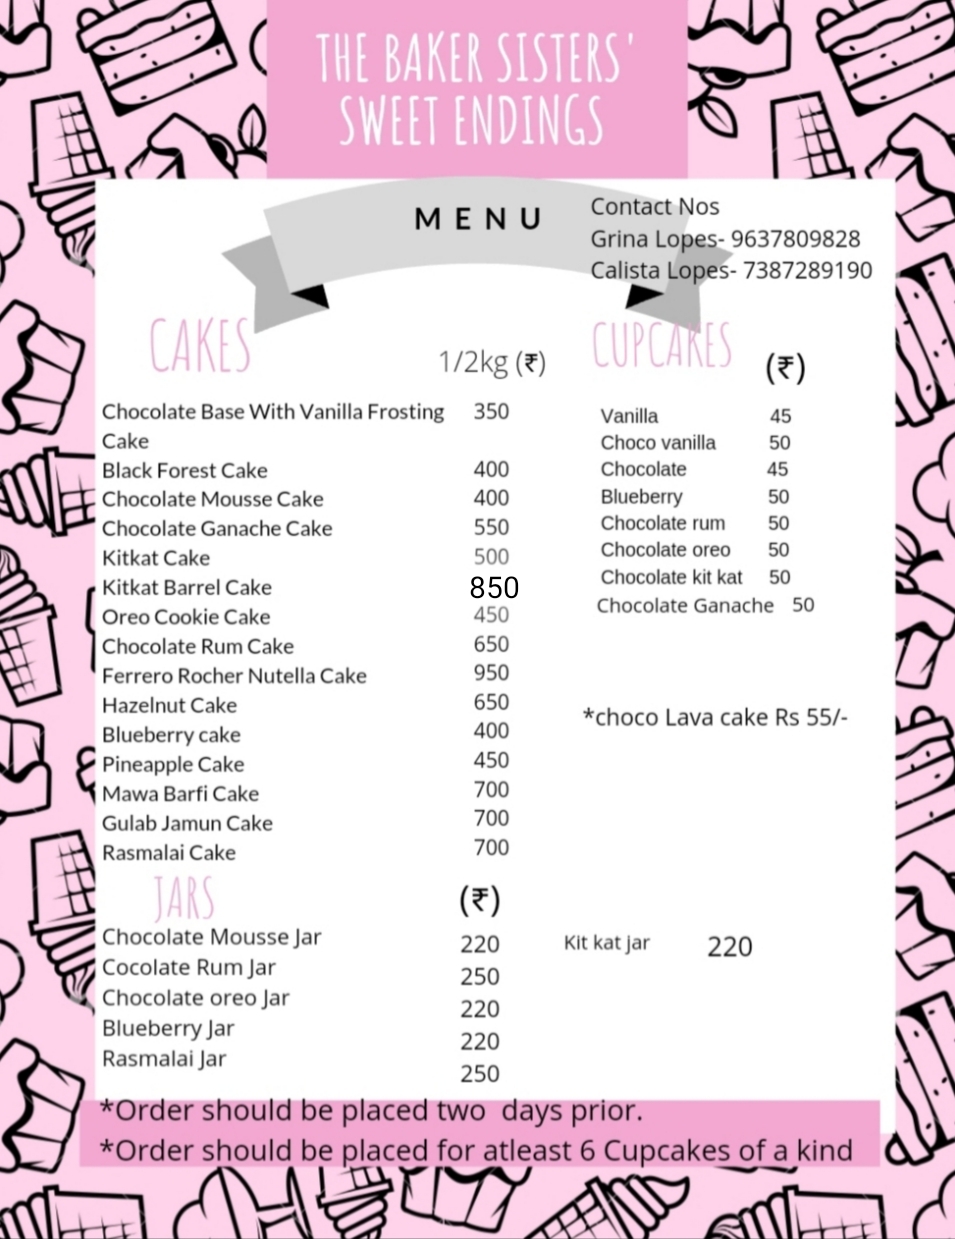 THE BAKER SISTERS'
SWEET ENDINGS
MENU
Contact Nos
Grina Lopes- 9637809828
Calista Lopes- 7387289190
CAKES 1/2kg (₹)
Chocolate Base With Vanilla Frosting 350
Cake
Black Forest Cake 400
Chocolate Mousse Cake 400
Chocolate Ganache Cake 550
Kitkat Cake 500
Kitkat Barrel Cake 850
Oreo Cookie Cake 450
Chocolate Rum Cake 650
Ferrero Rocher Nutella Cake 950
Hazelnut Cake 650
Blueberry cake 400
Pineapple Cake 450
Mawa Barfi Cake 700
Gulab Jamun Cake 700
Rasmalai Cake 700
CUPCAKES (₹)
Vanilla 45
Choco vanilla 50
Chocolate 45
Blueberry 50
Chocolate rum 50
Chocolate oreo 50
Chocolate kit kat 50
Chocolate Ganache 50
*choco Lava cake Rs 55/-
JARS (₹)
Chocolate Mousse Jar 220
Cocolate Rum Jar 250
Chocolate oreo Jar 220
Blueberry Jar 220
Rasmalai Jar 250
Kit kat jar 220
*Order should be placed two days prior.
*Order should be placed for atleast 6 Cupcakes of a kind